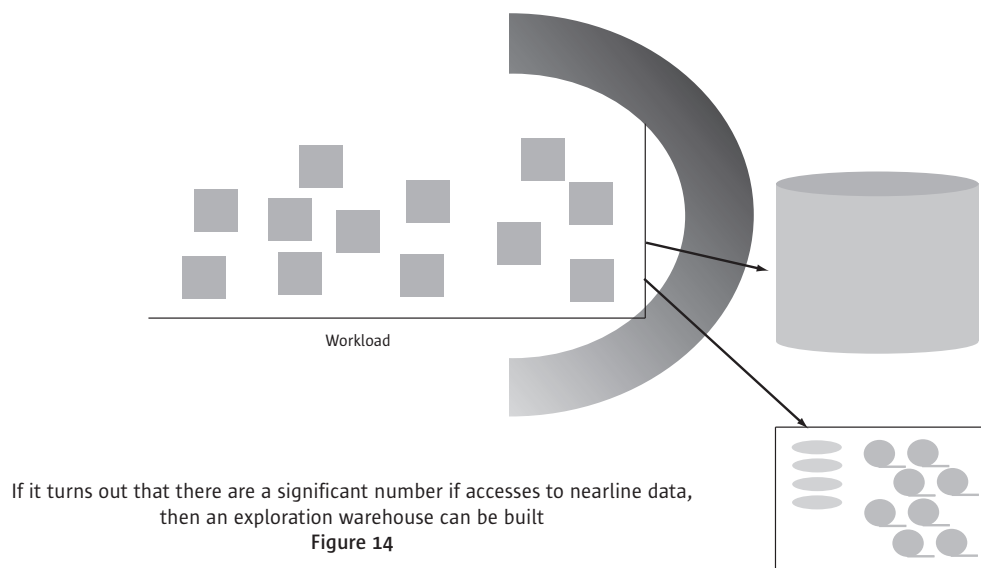 Workload
If it turns out that there are a significant number if accesses to nearline data,
then an exploration warehouse can be built
Figure 14